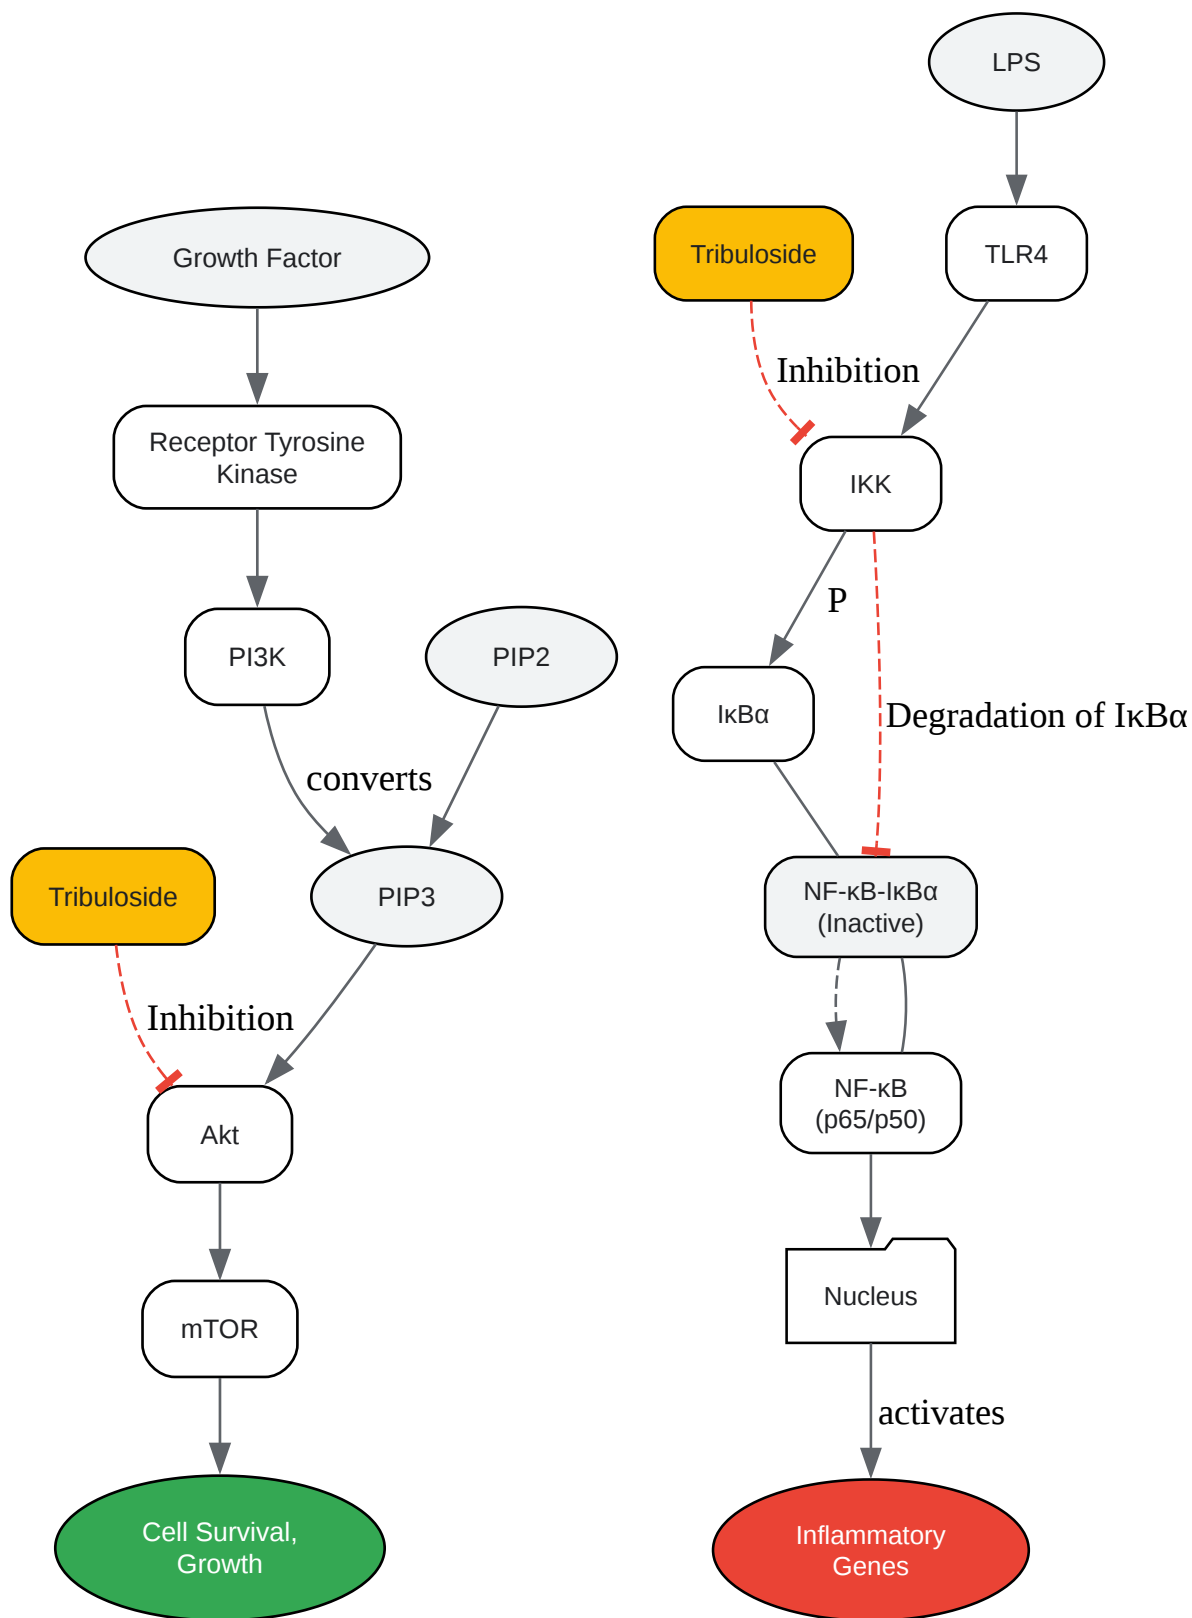 Growth Factor
Receptor Tyrosine
Kinase
PI3K
PIP2
converts
PIP3
Tribuloside
Inhibition
Akt
mTOR
Cell Survival,
Growth
LPS
Tribuloside
TLR4
Inhibition
IKK
P
IκBα
Degradation of IκBα
NF-κB-IκBα
(Inactive)
NF-κB
(p65/p50)
Nucleus
activates
Inflammatory
Genes